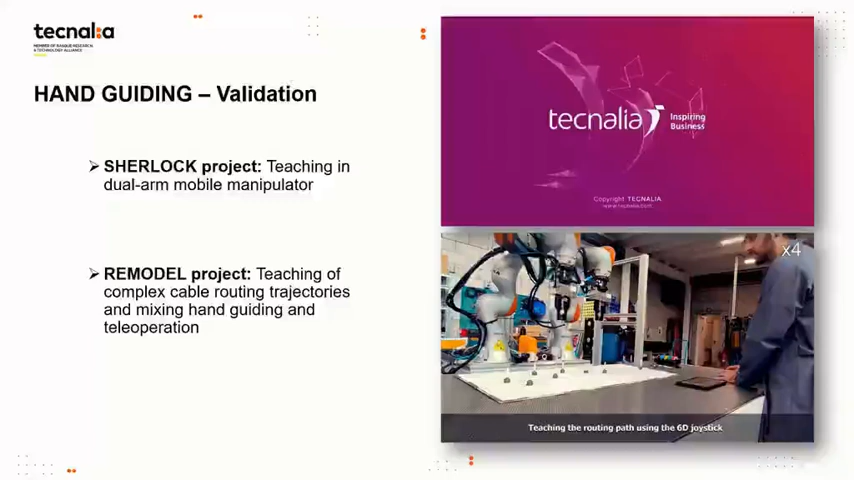 tecnalia
MEMBER OF BASQUE RESEARCH
& TECHNOLOGY ALLIANCE
HAND GUIDING – Validation
➢ SHERLOCK project: Teaching in
dual-arm mobile manipulator
➢ REMODEL project: Teaching of
complex cable routing trajectories
and mixing hand guiding and
teleoperation
tecnalia Inspiring
Business
Copyright TECNALIA
www.tecnalia.com
x4
Teaching the routing path using the 6D joystick